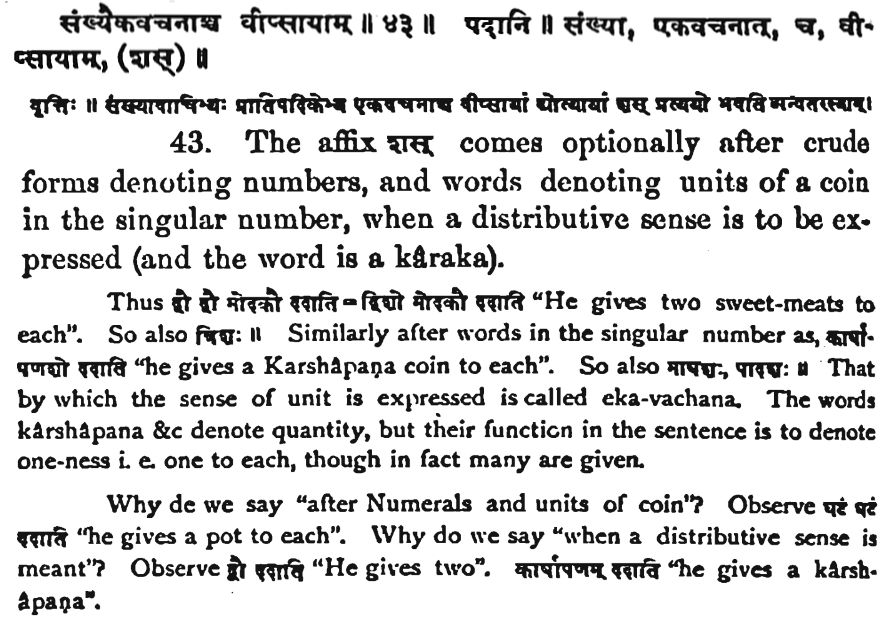 संख्यैकवचनाच्च वीप्सायाम् ॥ ४३ ॥ पदानि ॥ संख्या, एकवचनात्, च, वी-
प्सायाम्, (शस्) ॥
वृत्तिः ॥ संख्यावाचिभ्यः प्रातिपदिकेभ्य एकवचनाच्च वीप्सायां द्योत्यायां शस् प्रत्ययो भवति अन्यतरस्याम्।
43. The affix शस् comes optionally after crude
forms denoting numbers, and words denoting units of a coin
in the singular number, when a distributive sense is to be ex-
pressed (and the word is a kâraka).
Thus द्वौ द्वौ मोदकौ ददाति = द्विशो मोदकौ ददाति "He gives two sweet-meats to
each". So also त्रिशः ॥ Similarly after words in the singular number as, कार्षा-
पणशो ददाति "he gives a Karshâpaṇa coin to each". So also माषशः, पादशः ॥ That
by which the sense of unit is expressed is called eka-vachana. The words
kârshâpana &c denote quantity, but their function in the sentence is to denote
one-ness i. e. one to each, though in fact many are given.
Why de we say "after Numerals and units of coin"? Observe घटं घटं
ददाति "he gives a pot to each". Why do we say "when a distributive sense is
meant"? Observe द्वौ ददाति "He gives two". कार्षापणम् ददाति "he gives a kârsh-
âpaṇa".